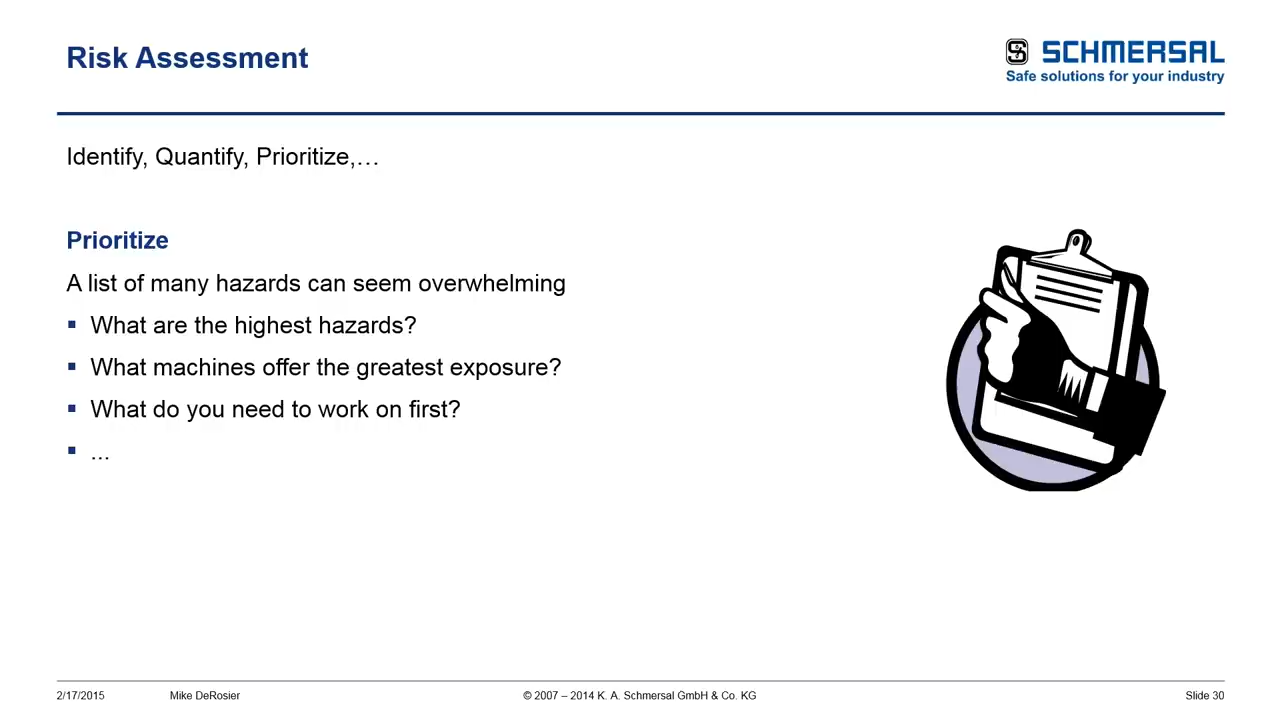 Risk Assessment
SCHMERSAL
Safe solutions for your industry
Identify, Quantify, Prioritize,…
Prioritize
A list of many hazards can seem overwhelming
▪ What are the highest hazards?
▪ What machines offer the greatest exposure?
▪ What do you need to work on first?
▪ ...
2/17/2015 Mike DeRosier © 2007 – 2014 K. A. Schmersal GmbH & Co. KG Slide 30